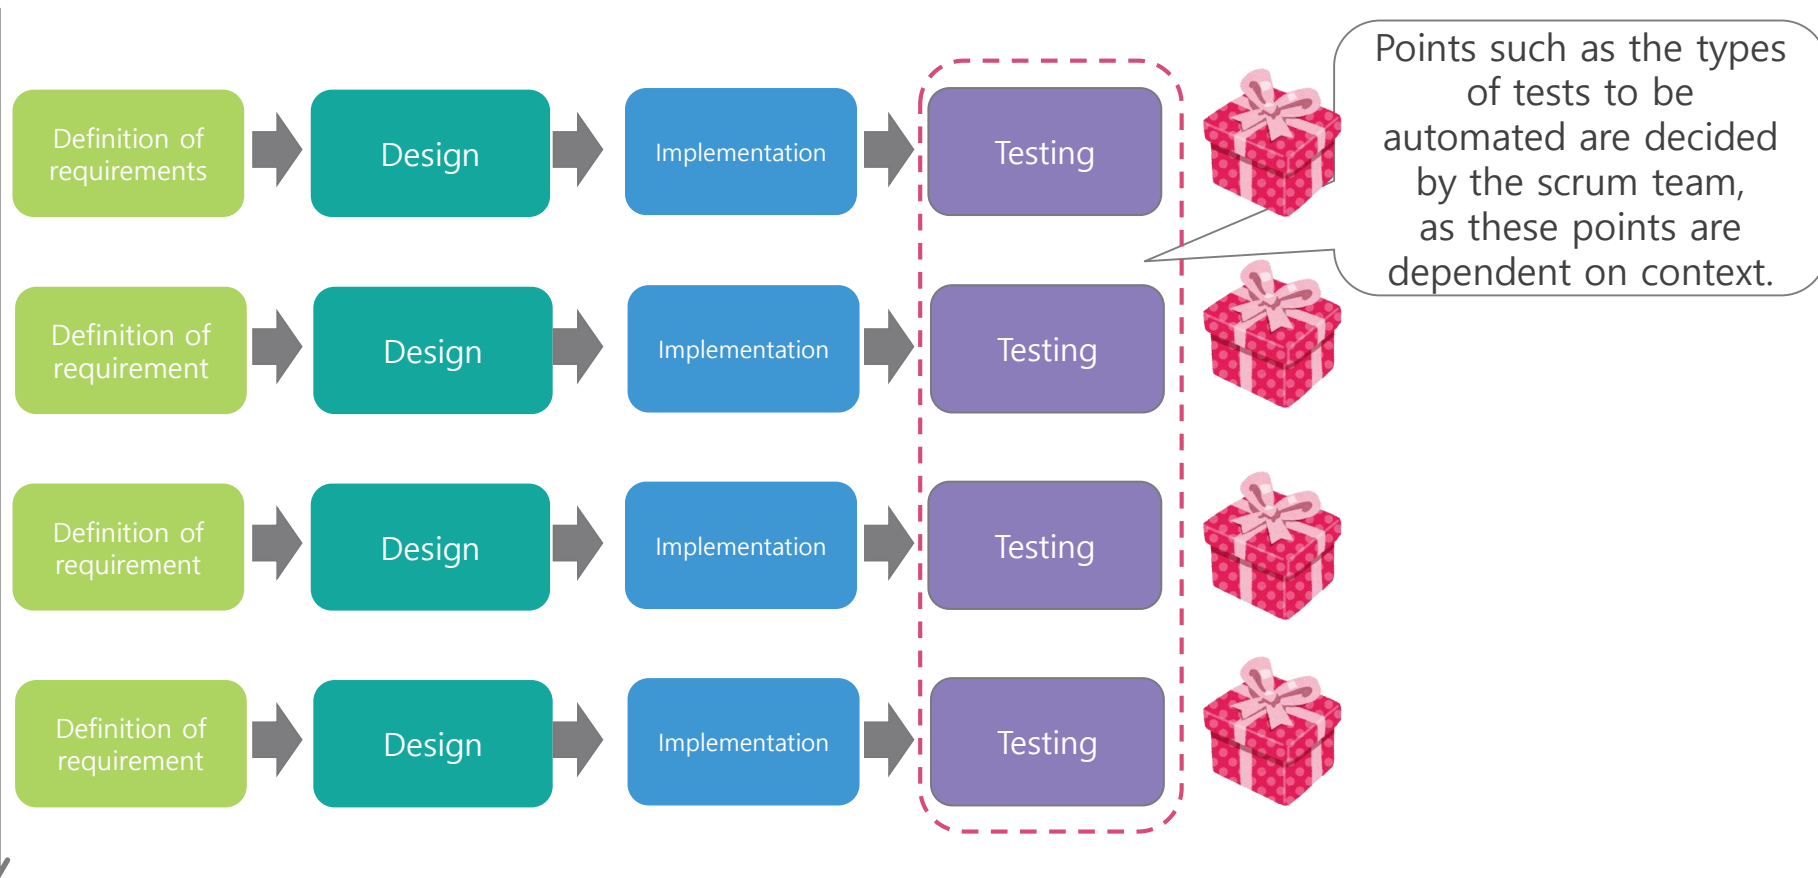 Definition of
requirements
Design
Implementation
Testing
Points such as the types
of tests to be
automated are decided
by the scrum team,
as these points are
dependent on context.
Definition of
requirement
Design
Implementation
Testing
Definition of
requirement
Design
Implementation
Testing
Definition of
requirement
Design
Implementation
Testing